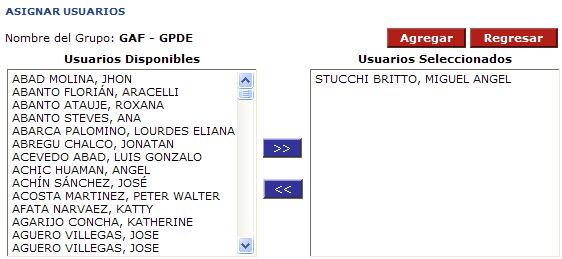 ASIGNAR USUARIOS
Nombre del Grupo: GAF - GPDE
Agregar
Regresar
Usuarios Disponibles
ABAD MOLINA, JHON
ABANTO FLORIÁN, ARACELLI
ABANTO ATAUJE, ROXANA
ABANTO STEVES, ANA
ABARCA PALOMINO, LOURDES ELIANA
ABREGU CHALCO, JONATAN
ACEVEDO ABAD, LUIS GONZALO
ACHIC HUAMAN, ANGEL
ACHÍN SÁNCHEZ, JOSÉ
ACOSTA MARTINEZ, PETER WALTER
AFATA NARVAEZ, KATTY
AGARIJO CONCHA, KATHERINE
AGUERO VILLEGAS, JOSE
AGUERO VILLEGAS, JOSE
>>
<<
Usuarios Seleccionados
STUCCHI BRITTO, MIGUEL ANGEL